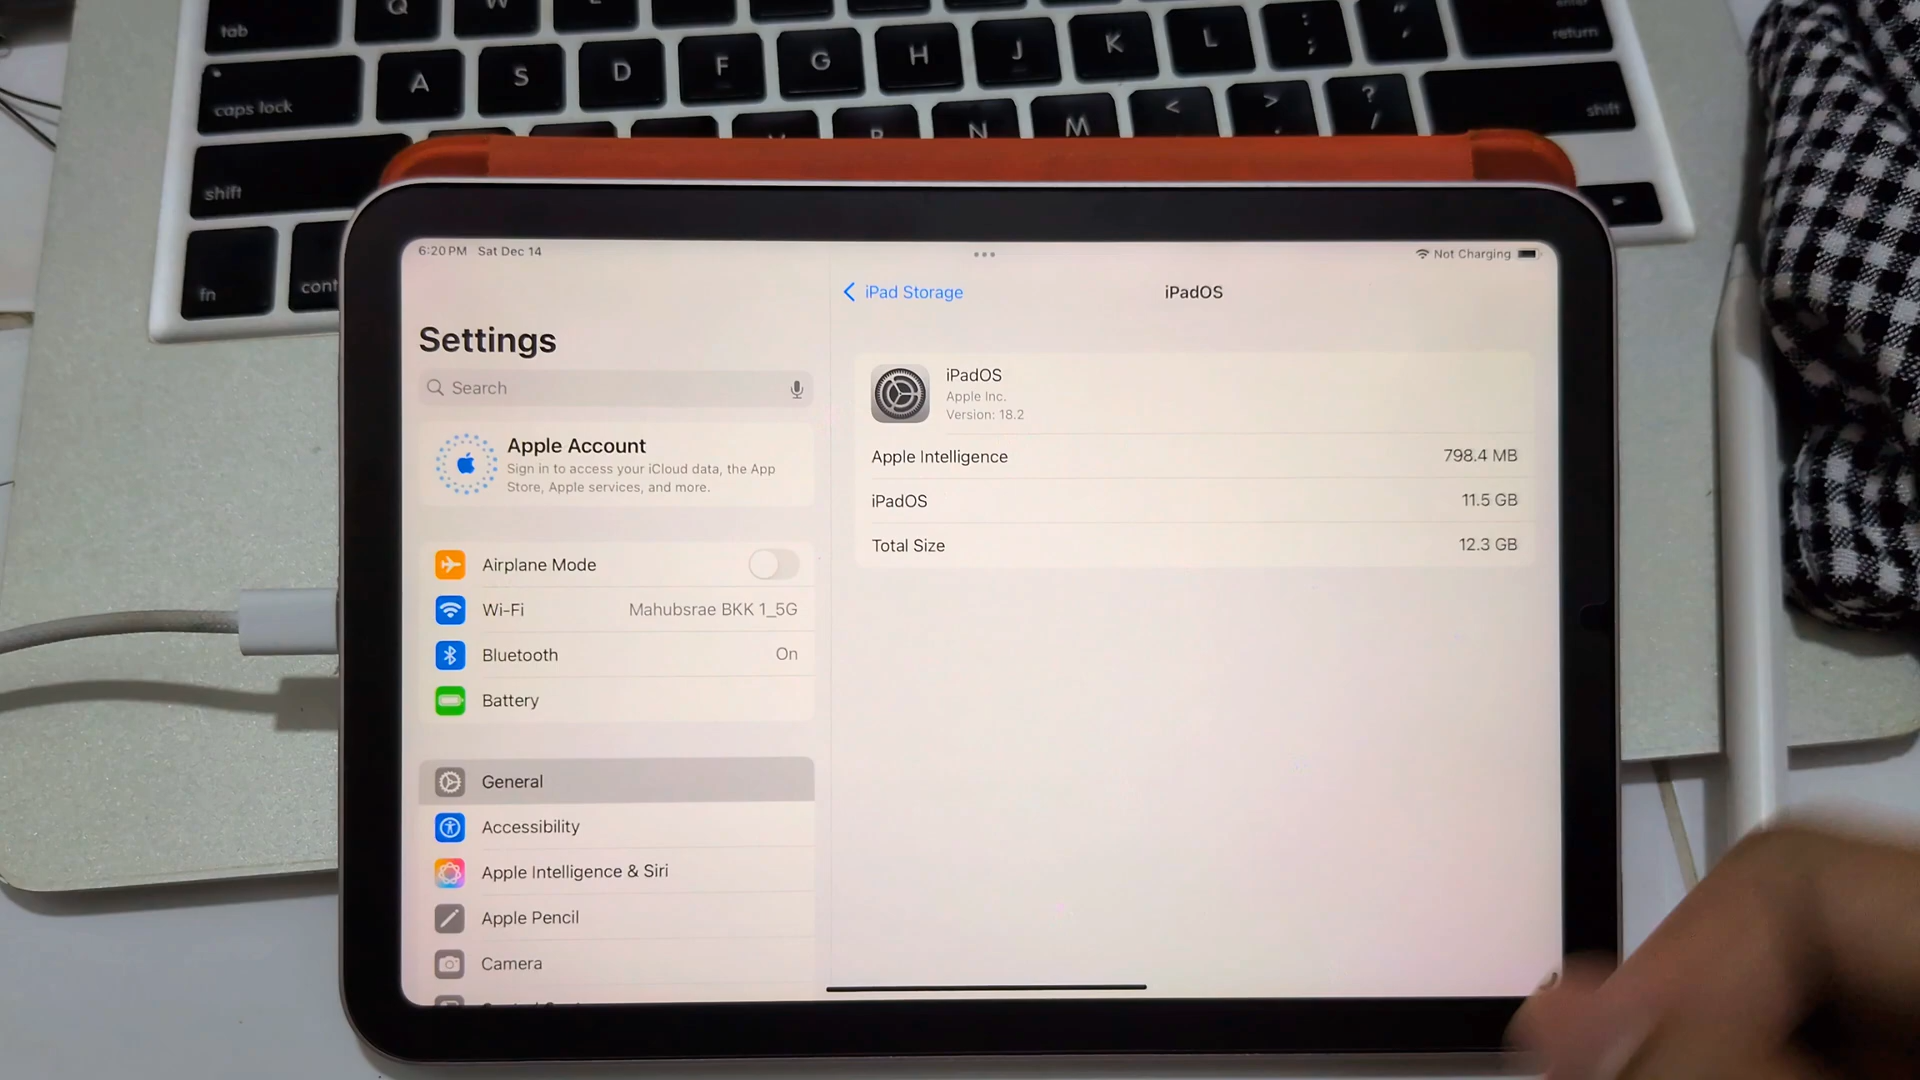 tab
Q
W
caps lock
A
S
D
F
G
H
J
K
L
:
;
"
'
enter
return
shift
N
M
<
>
?
/
shift
fn
cont
6:20 PM Sat Dec 14
Not Charging
Settings
Search
Apple Account
Sign in to access your iCloud data, the App
Store, Apple services, and more.
Airplane Mode
Wi-Fi
Mahubsrae BKK 1_5G
Bluetooth
On
Battery
General
Accessibility
Apple Intelligence & Siri
Apple Pencil
Camera
iPad Storage
iPadOS
iPadOS
Apple Inc.
Version: 18.2
Apple Intelligence
798.4 MB
iPadOS
11.5 GB
Total Size
12.3 GB